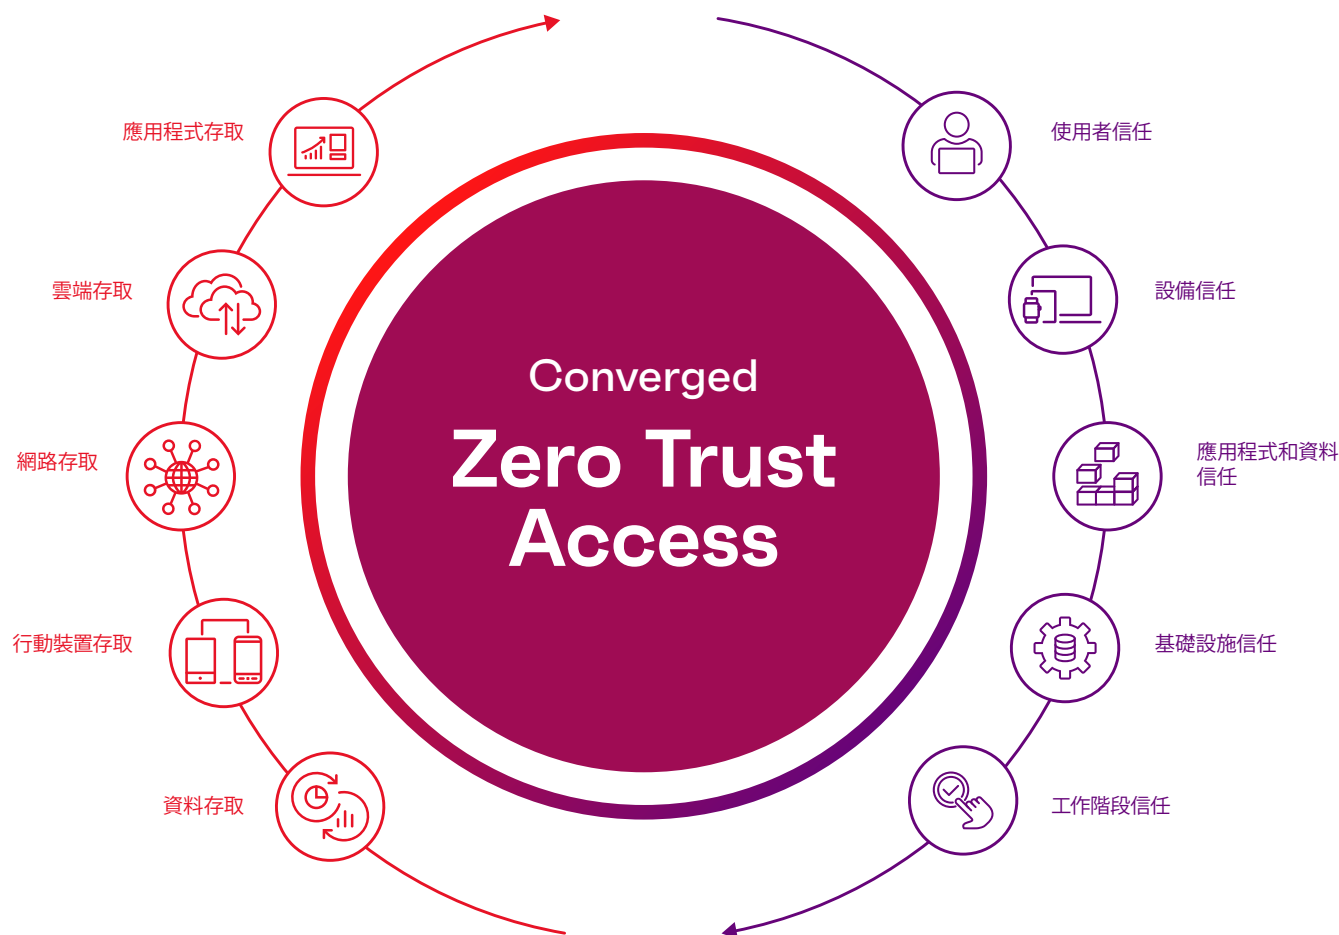 應用程式存取
雲端存取
網路存取
行動裝置存取
資料存取
Converged
Zero Trust
Access
使用者信任
設備信任
應用程式和資料
信任
基礎設施信任
工作階段信任